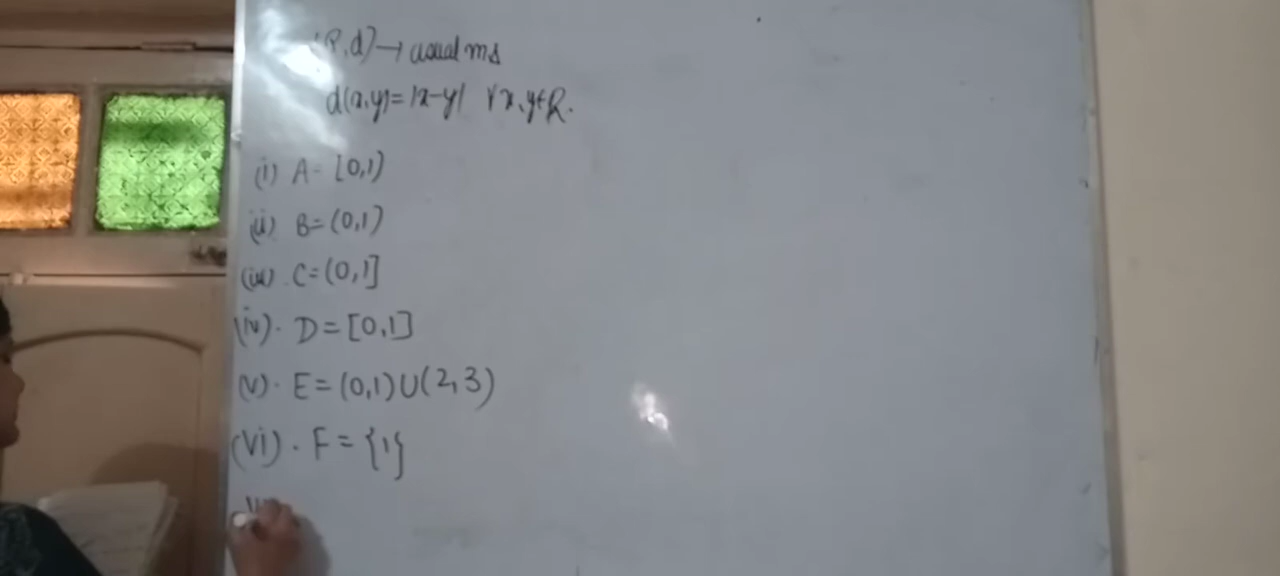 (R,d) → usual ms
d(x,y)=|x-y| ∀x,y∈R.
(i) A= [0,1)
(ii) B=(0,1)
(iii) C=(0,1]
(iv). D=[0,1]
(v). E=(0,1)∪(2,3)
(vi). F={1}